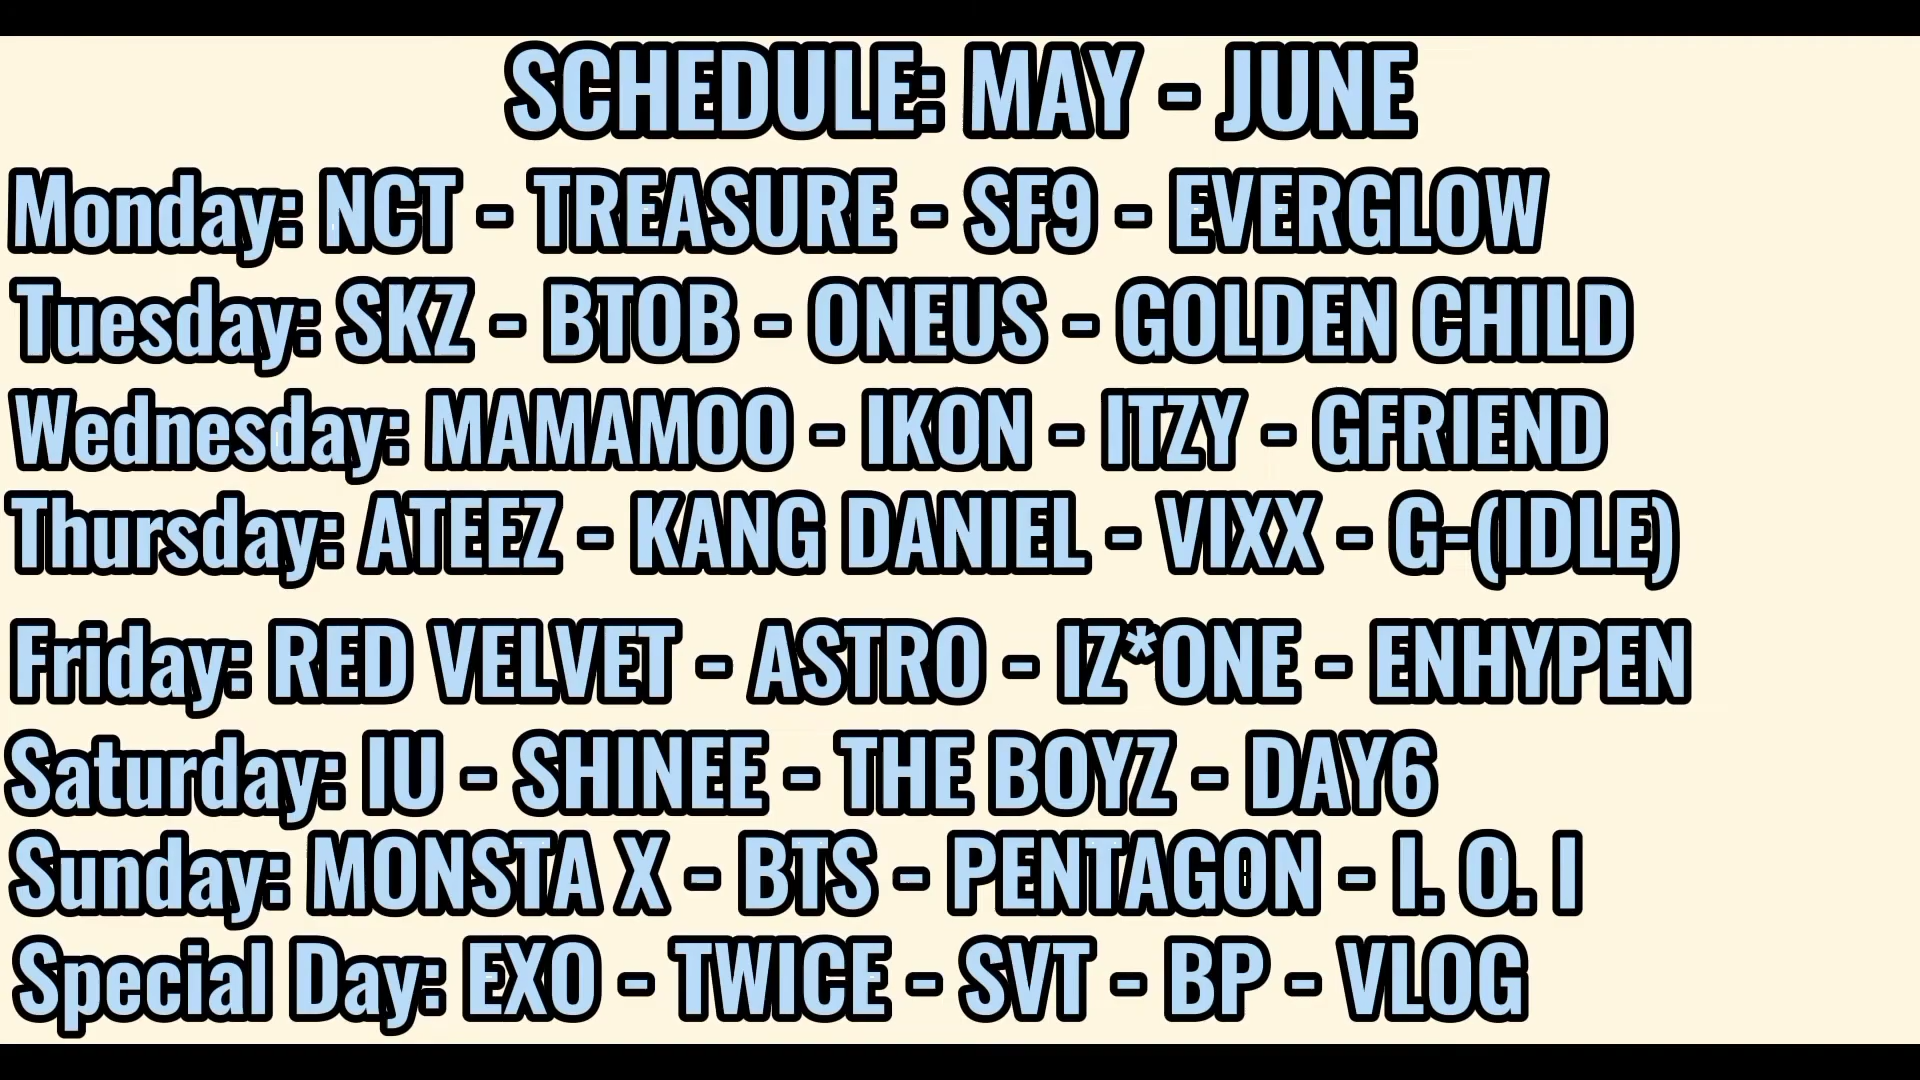 SCHEDULE: MAY - JUNE
Monday: NCT - TREASURE - SF9 - EVERGLOW
Tuesday: SKZ - BTOB - ONEUS - GOLDEN CHILD
Wednesday: MAMAMOO - IKON - ITZY - GFRIEND
Thursday: ATEEZ - KANG DANIEL - VIXX - G-(IDLE)
Friday: RED VELVET - ASTRO - IZ*ONE - ENHYPEN
Saturday: IU - SHINEE - THE BOYZ - DAY6
Sunday: MONSTA X - BTS - PENTAGON - I. O. I
Special Day: EXO - TWICE - SVT - BP - VLOG